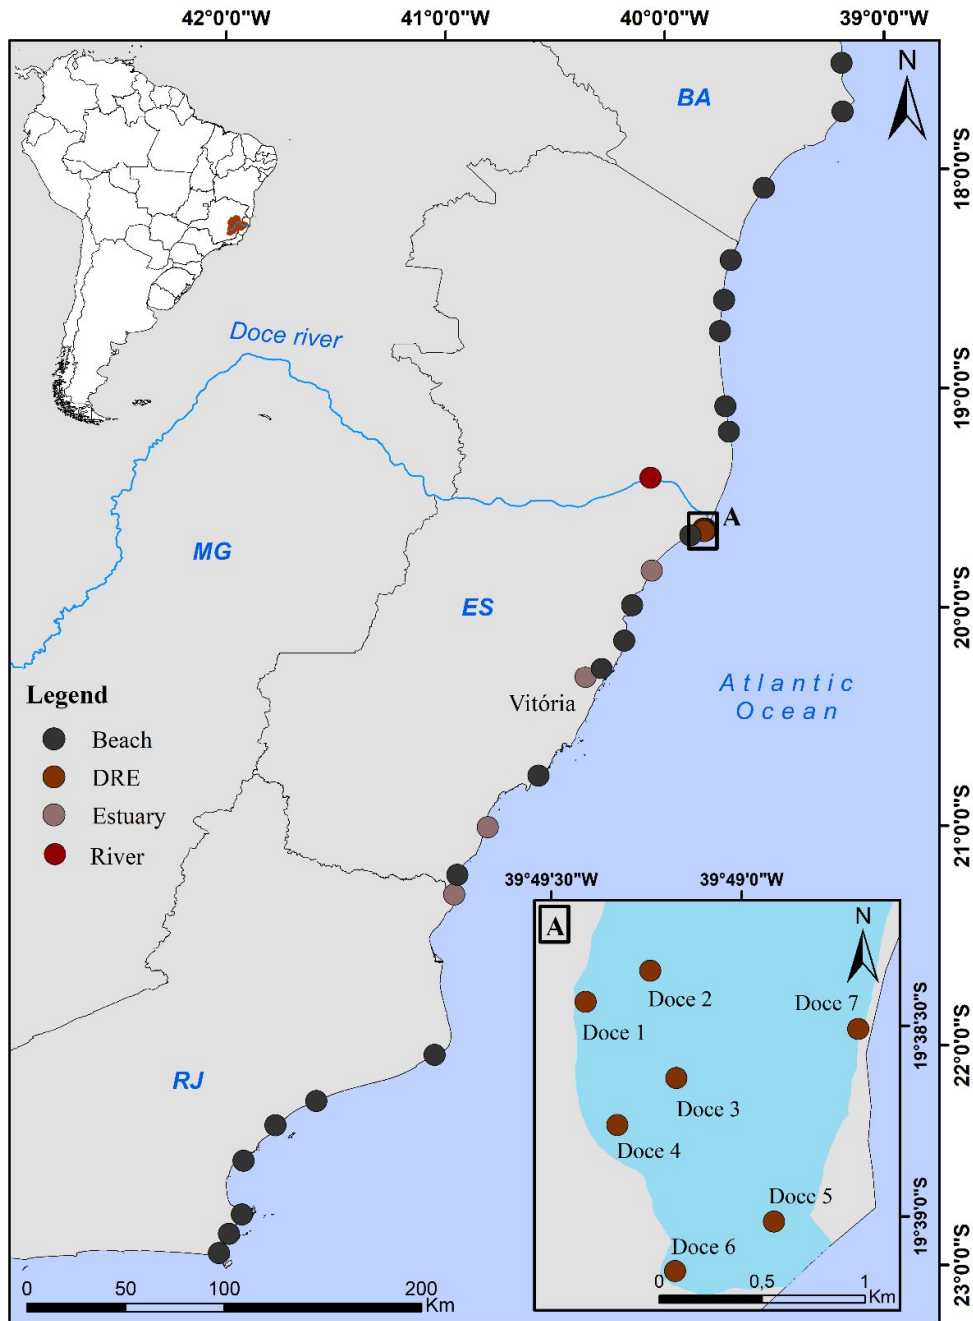 42°0'0"W 41°0'0"W 40°0'0"W 39°0'0"W
N
BA
18°0'0"S
Doce river
19°0'0"S
A
MG
ES
20°0'0"S
Atlantic
Ocean
Vitória
Legend
Beach
DRE
Estuary
River
21°0'0"S
39°49'30"W 39°49'0"W
A
N
Doce 2
Doce 7
Doce 1
19°38'30"S
22°0'0"S
RJ
Doce 3
Doce 4
Doce 5
19°39'0"S
Doce 6
23°0'0"S
0 0,5 1
Km
0 50 100 200
Km